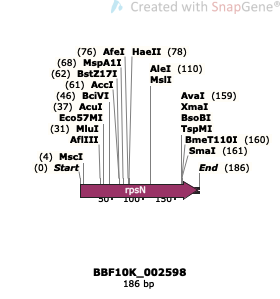 Created with SnapGene®
(76) AfeI HaeII (78)
(68) MspA1I
(62) BstZ17I AleI (110)
(61) AccI MslI
(46) BciVI AvaI (159)
(37) AcuI XmaI
Eco57MI BsoBI
(31) MluI TspMI
AflIII BmeT110I (160)
(4) MscI SmaI (161)
(0) Start End (186)
rpsN
50 100 150
BBF10K_002598
186 bp